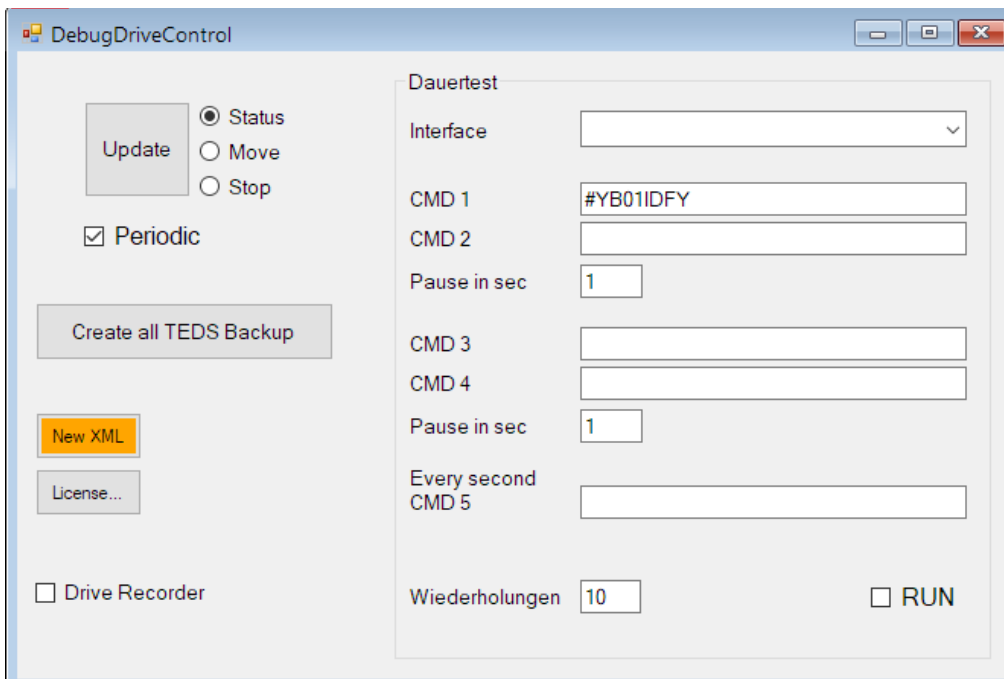 DebugDriveControl
Update
Status
Move
Stop
Periodic
Create all TEDS Backup
New XML
License...
Drive Recorder
Dauertest
Interface
CMD 1 #YB01IDFY
CMD 2
Pause in sec 1
CMD 3
CMD 4
Pause in sec 1
Every second
CMD 5
Wiederholungen 10 RUN